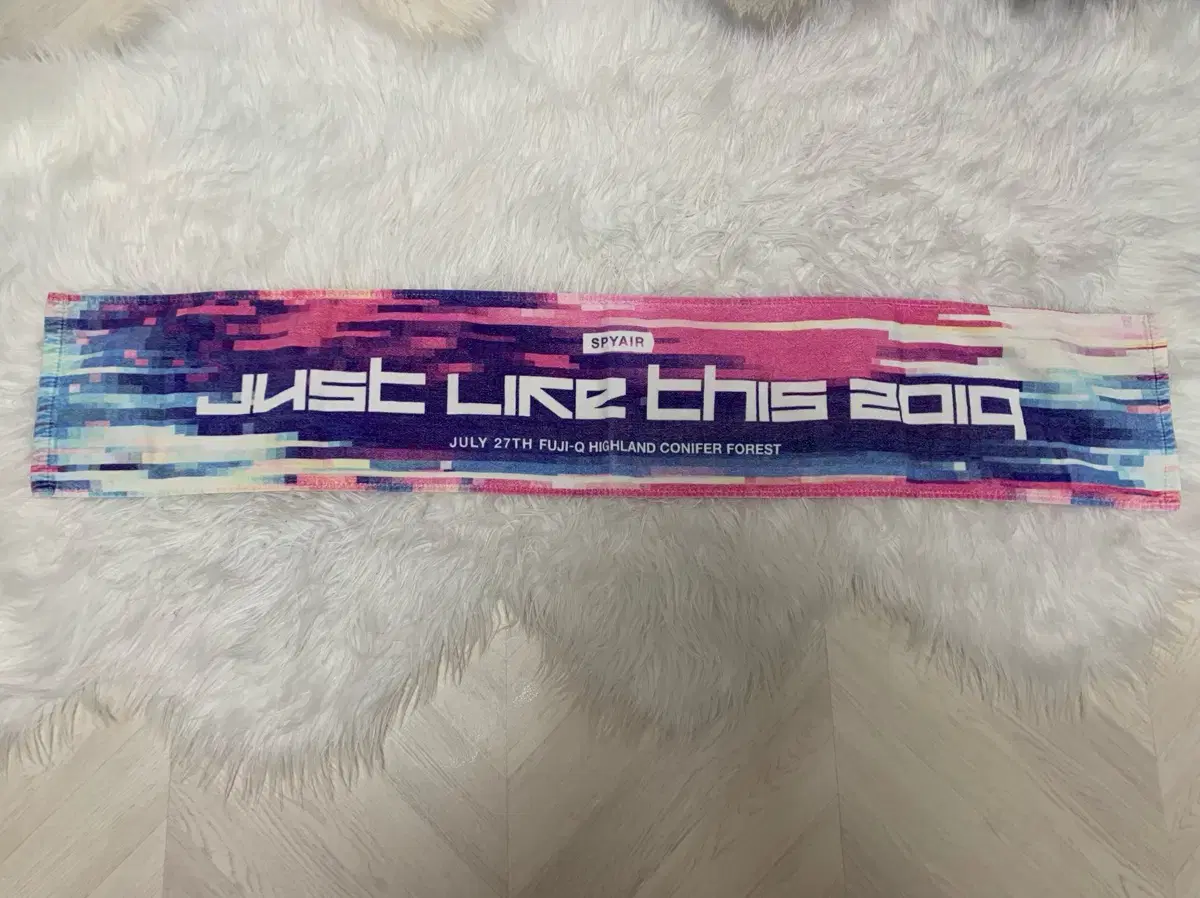 SPYAIR
JUST LIKE THIS 2019
JULY 27TH FUJI-Q HIGHLAND CONIFER FOREST